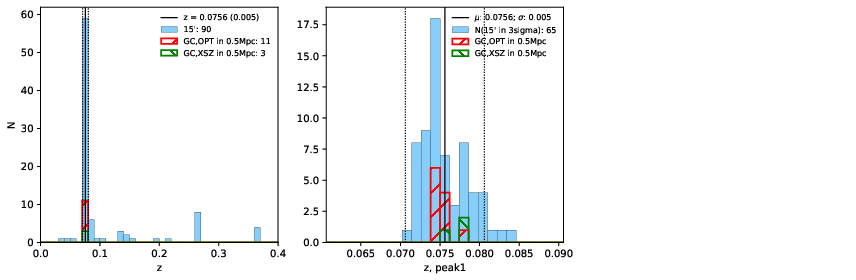 z = 0.0756 (0.005)
15': 90
GC,OPT in 0.5Mpc: 11
GC,XSZ in 0.5Mpc: 3
60
50
40
30
20
10
0
N
0.0 0.1 0.2 0.3 0.4
z
μ: 0.0756; σ: 0.005
N(15' in 3sigma): 65
GC,OPT in 0.5Mpc
GC,XSZ in 0.5Mpc
17.5
15.0
12.5
10.0
7.5
5.0
2.5
0.0
0.065 0.070 0.075 0.080 0.085 0.090
z, peak1